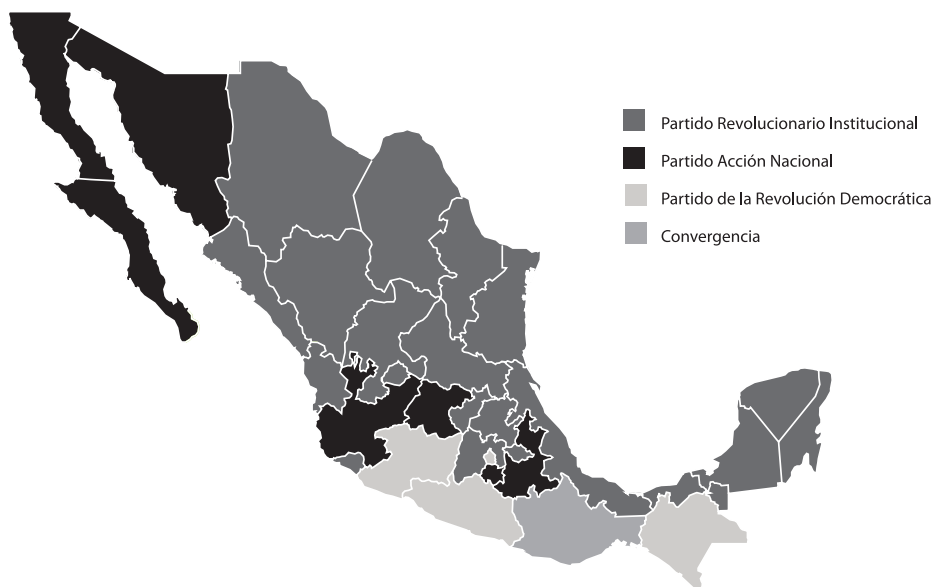 Partido Revolucionario Institucional
Partido Acción Nacional
Partido de la Revolución Democrática
Convergencia